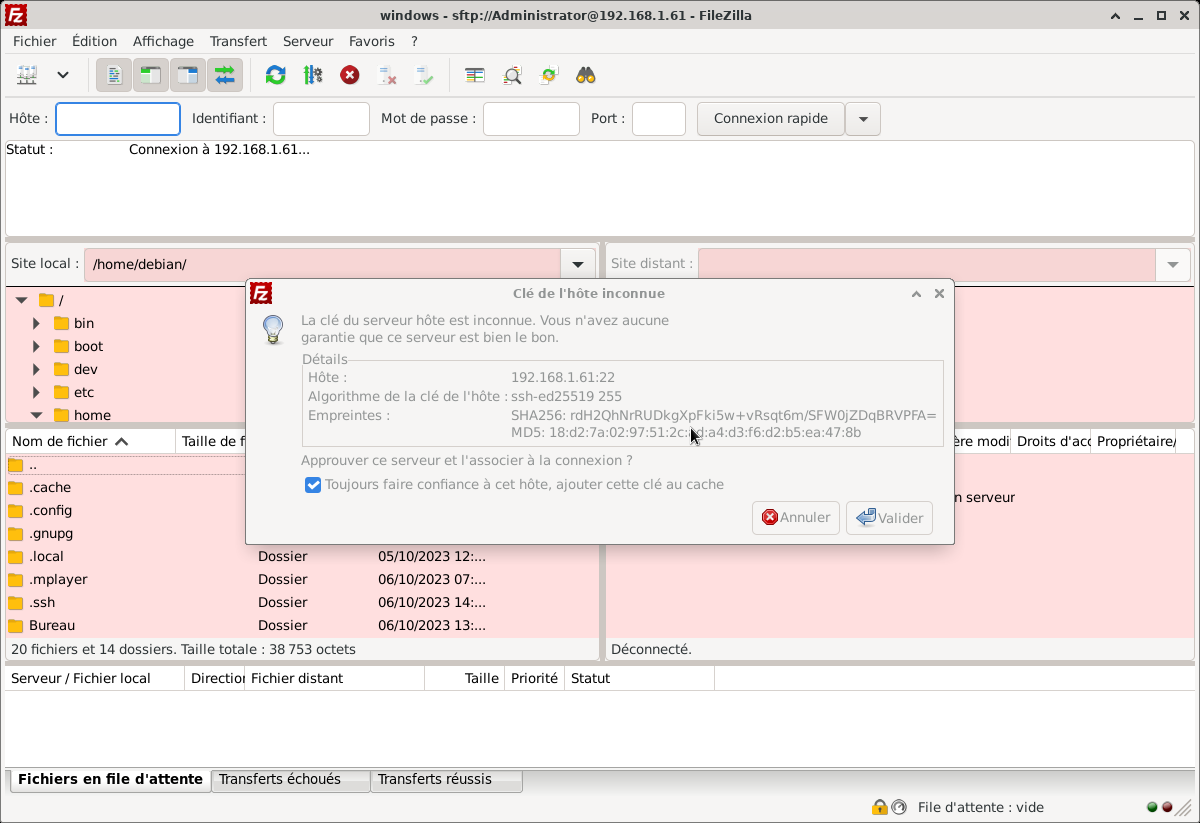 windows - sftp://Administrator@192.168.1.61 - FileZilla
Fichier Édition Affichage Transfert Serveur Favoris ?
Hôte : Identifiant : Mot de passe : Port : Connexion rapide
Statut : Connexion à 192.168.1.61...
Site local : /home/debian/ Site distant :
/
bin
boot
dev
etc
home
Clé de l'hôte inconnue
La clé du serveur hôte est inconnue. Vous n'avez aucune
garantie que ce serveur est bien le bon.
Détails
Hôte : 192.168.1.61:22
Algorithme de la clé de l'hôte : ssh-ed25519 255
Empreintes : SHA256: rdH2QhNrRUDkgXpFki5w+vRsqt6m/SFW0jZDqBRVPFA=
MD5: 18:d2:7a:02:97:51:2c: :a4:d3:f6:d2:b5:ea:47:8b
Approuver ce serveur et l'associer à la connexion ?
Toujours faire confiance à cet hôte, ajouter cette clé au cache
Annuler Valider
Nom de fichier Taille de f ère modi Droits d'acc Propriétaire/
..
.cache n serveur
.config
.gnupg
.local Dossier 05/10/2023 12:...
.mplayer Dossier 06/10/2023 07:...
.ssh Dossier 06/10/2023 14:...
Bureau Dossier 06/10/2023 13:...
20 fichiers et 14 dossiers. Taille totale : 38 753 octets Déconnecté.
Serveur / Fichier local Direction Fichier distant Taille Priorité Statut
Fichiers en file d'attente Transferts échoués Transferts réussis
File d'attente : vide